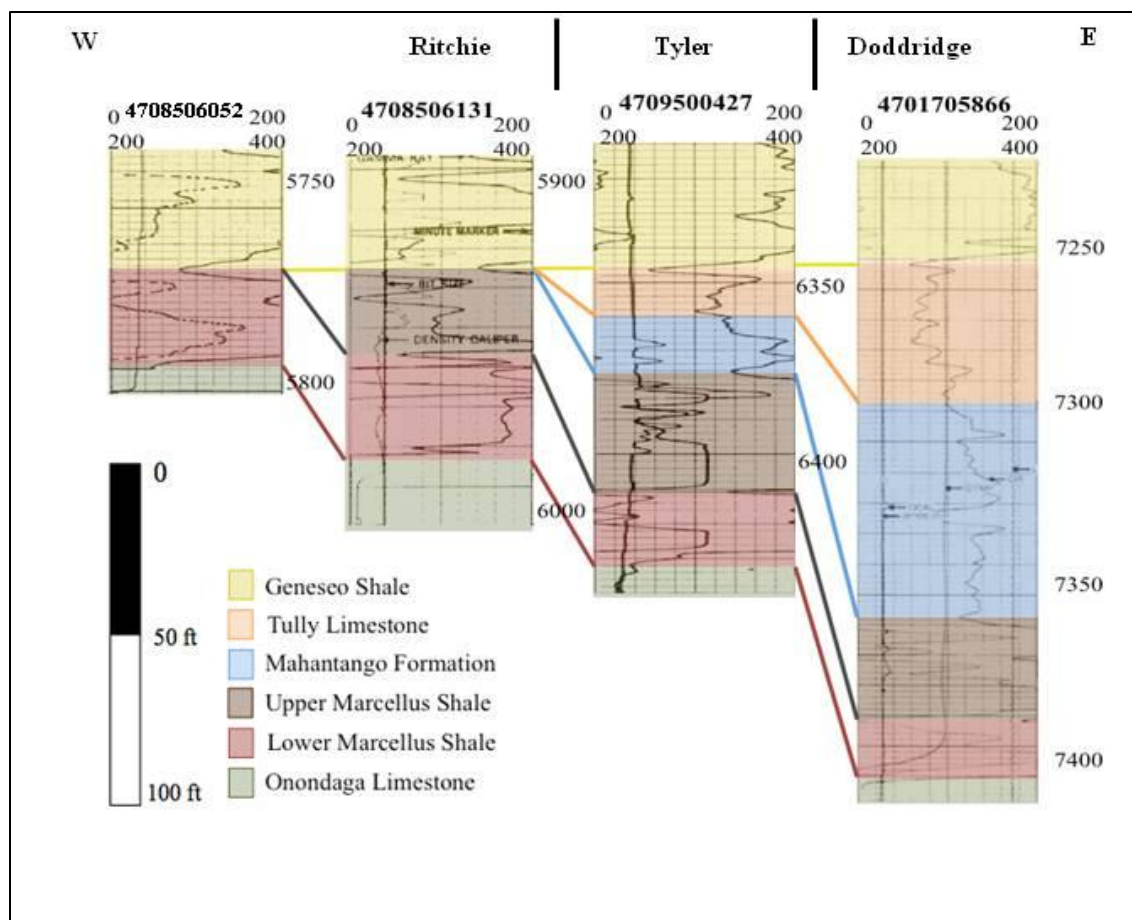 W Ritchie Tyler Doddridge E
4708506052
0 200
200 400
4708506131
0 200
200 400
4709500427
0 200
200 400
4701705866
0 200
200 400
5750
5800
GAMMA RAY
MINUTE MARKER
BIT SIZE
DENSITY CALIPER
5900
6000
6350
6400
7250
7300
7350
7400
0
50 ft
100 ft
Geneseo Shale
Tully Limestone
Mahantango Formation
Upper Marcellus Shale
Lower Marcellus Shale
Onondaga Limestone